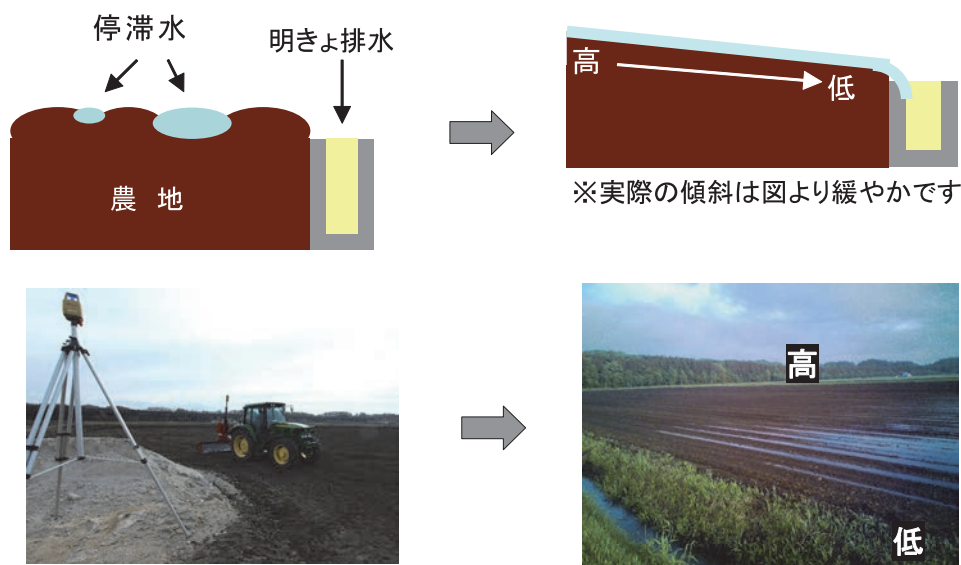 停滞水
明きょ排水
農 地
高
低
※実際の傾斜は図より緩やかです
高
低